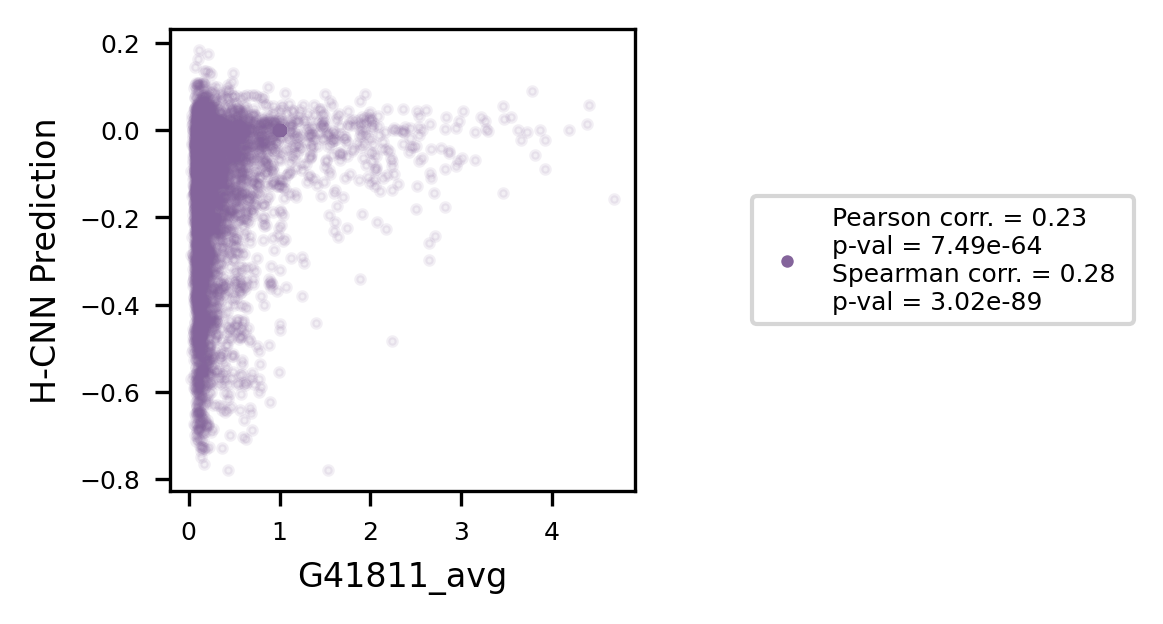 0.2
0.0
−0.2
−0.4
−0.6
−0.8
H-CNN Prediction
0 1 2 3 4
G41811_avg
Pearson corr. = 0.23
p-val = 7.49e-64
Spearman corr. = 0.28
p-val = 3.02e-89